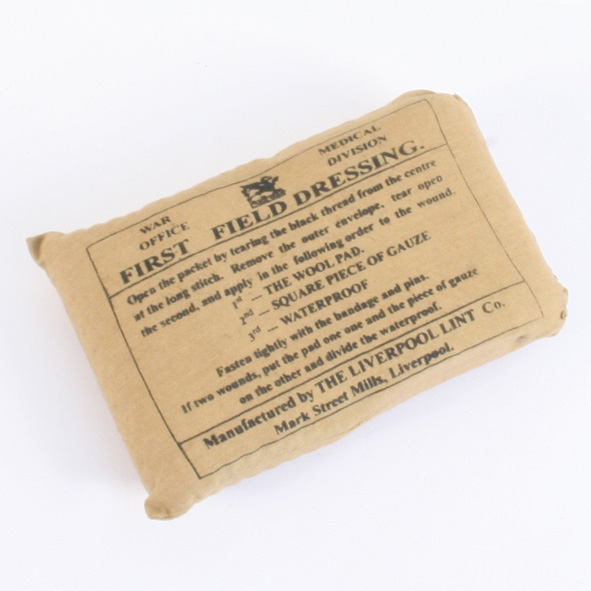 WAR OFFICE
MEDICAL DIVISION
FIRST FIELD DRESSING.
Open the packet by tearing the black thread from the centre
at the long stitch. Remove the outer envelope, tear open
the second, and apply in the following order to the wound.
1st — THE WOOL PAD.
2nd — SQUARE PIECE OF GAUZE
3rd — WATERPROOF
Fasten tightly with the bandage and pins.
If two wounds, put the pad one one and the piece of gauze
on the other and divide the waterproof.
Manufactured by THE LIVERPOOL LINT Co.
Mark Street Mills, Liverpool.